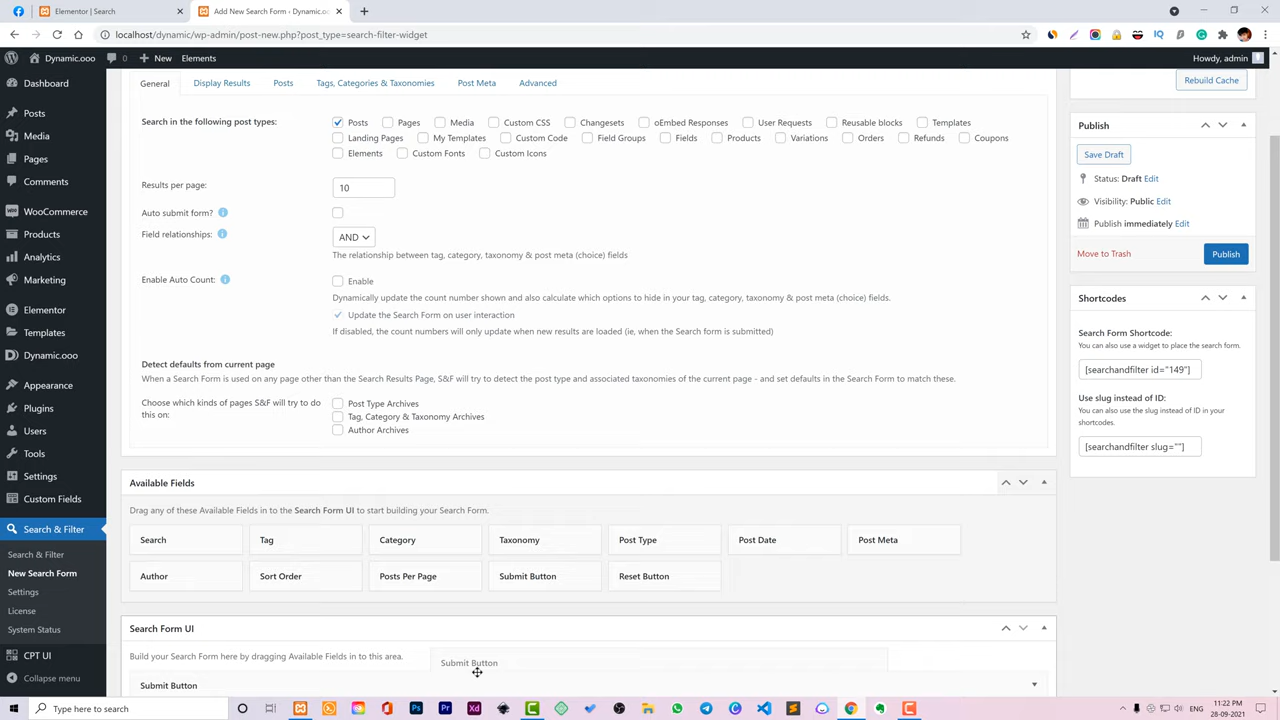 Elementor | Search
Add New Search Form ‹ Dynamic.oo
localhost/dynamic/wp-admin/post-new.php?post_type=search-filter-widget
Dynamic.ooo
0
New
Elements
Howdy, admin
Dashboard
Posts
Media
Pages
Comments
WooCommerce
Products
Analytics
Marketing
Elementor
Templates
Dynamic.ooo
Appearance
Plugins
Users
Tools
Settings
Custom Fields
Search & Filter
Search & Filter
New Search Form
Settings
License
System Status
CPT UI
Collapse menu
General
Display Results
Posts
Tags, Categories & Taxonomies
Post Meta
Advanced
Search in the following post types:
Posts
Pages
Media
Custom CSS
Changesets
oEmbed Responses
User Requests
Reusable blocks
Templates
Landing Pages
My Templates
Custom Code
Field Groups
Fields
Products
Variations
Orders
Refunds
Coupons
Elements
Custom Fonts
Custom Icons
Results per page:
10
Auto submit form?
Field relationships:
AND
The relationship between tag, category, taxonomy & post meta (choice) fields
Enable Auto Count:
Enable
Dynamically update the count number shown and also calculate which options to hide in your tag, category, taxonomy & post meta (choice) fields.
Update the Search Form on user interaction
If disabled, the count numbers will only update when new results are loaded (ie, when the Search form is submitted)
Detect defaults from current page
When a Search Form is used on any page other than the Search Results Page, S&F will try to detect the post type and associated taxonomies of the current page - and set defaults in the Search Form to match these.
Choose which kinds of pages S&F will try to do
this on:
Post Type Archives
Tag, Category & Taxonomy Archives
Author Archives
Available Fields
Drag any of these Available Fields in to the Search Form UI to start building your Search Form.
Search
Tag
Category
Taxonomy
Post Type
Post Date
Post Meta
Author
Sort Order
Posts Per Page
Submit Button
Reset Button
Search Form UI
Build your Search Form here by dragging Available Fields in to this area.
Submit Button
Submit Button
Rebuild Cache
Publish
Save Draft
Status: Draft Edit
Visibility: Public Edit
Publish immediately Edit
Move to Trash
Publish
Shortcodes
Search Form Shortcode:
You can also use a widget to place the search form.
[searchandfilter id="149"]
Use slug instead of ID:
You can also use the slug instead of ID in your
shortcodes.
[searchandfilter slug=""]
Type here to search
11:22 PM
28-09-2021